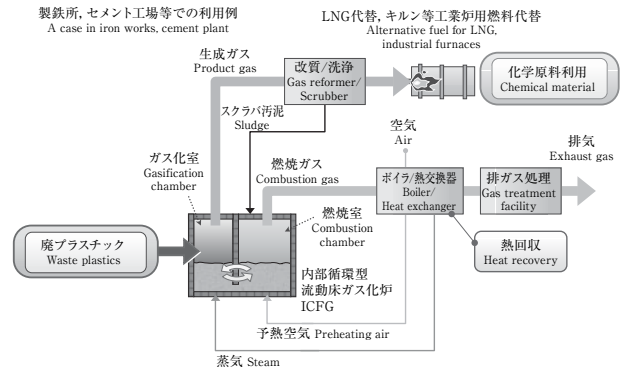 製鉄所，セメント工場等での利用例
A case in iron works, cement plant
LNG代替，キルン等工業炉用燃料代替
Alternative fuel for LNG,
industrial furnaces
生成ガス
Product gas
改質/洗浄
Gas reformer/
Scrubber
化学原料利用
Chemical material
スクラバ汚泥
Sludge
空気
Air
排気
Exhaust gas
ガス化室
Gasification
chamber
燃焼ガス
Combustion gas
ボイラ/熱交換器
Boiler/
Heat exchanger
排ガス処理
Gas treatment
facility
燃焼室
Combustion
chamber
廃プラスチック
Waste plastics
熱回収
Heat recovery
内部循環型
流動床ガス化炉
ICFG
予熱空気 Preheating air
蒸気 Steam